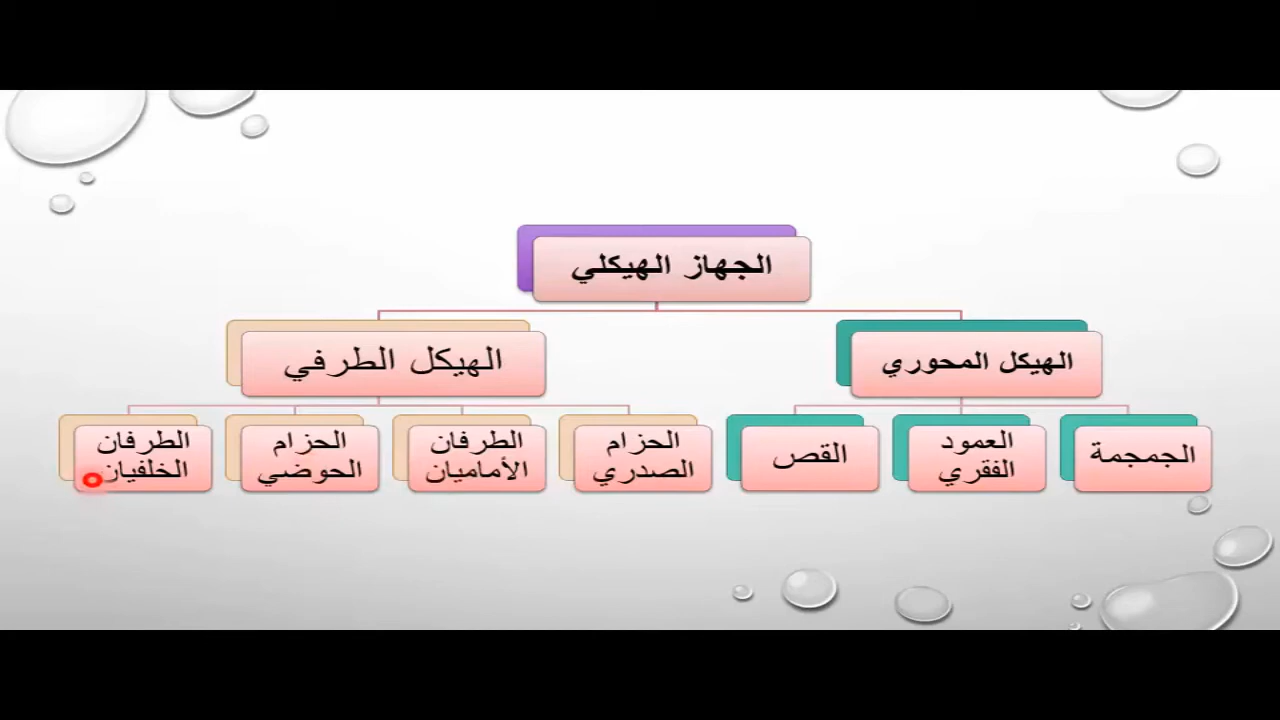 الجهاز الهيكلي
الهيكل المحوري
الهيكل الطرفي
الجمجمة
العمود
الفقري
القص
الحزام
الصدري
الطرفان
الأماميان
الحزام
الحوضي
الطرفان
الخلفيان